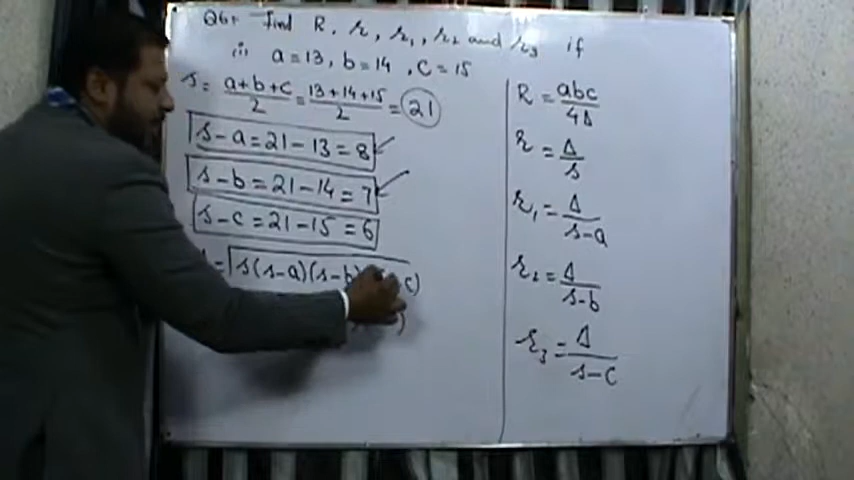 Q6: Find R, r, r₁, r₂ and r₃ if
(i) a = 13, b = 14, c = 15
s = a+b+c/2 = 13+14+15/2 = 21
s-a = 21-13 = 8
s-b = 21-14 = 7
s-c = 21-15 = 6
= √s(s-a)(s-b) c)
)
R = abc/4Δ
r = Δ/s
r₁ = Δ/s-a
r₂ = Δ/s-b
r₃ = Δ/s-c